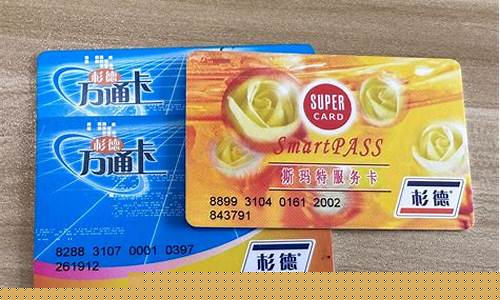 杉德
万通卡
杉德
万通卡
8288 3107 0001 0397
261912
杉德
SUPER
CARD
SmartPASS
斯玛特服务卡
8899 3104 0161 2002
843791
杉德